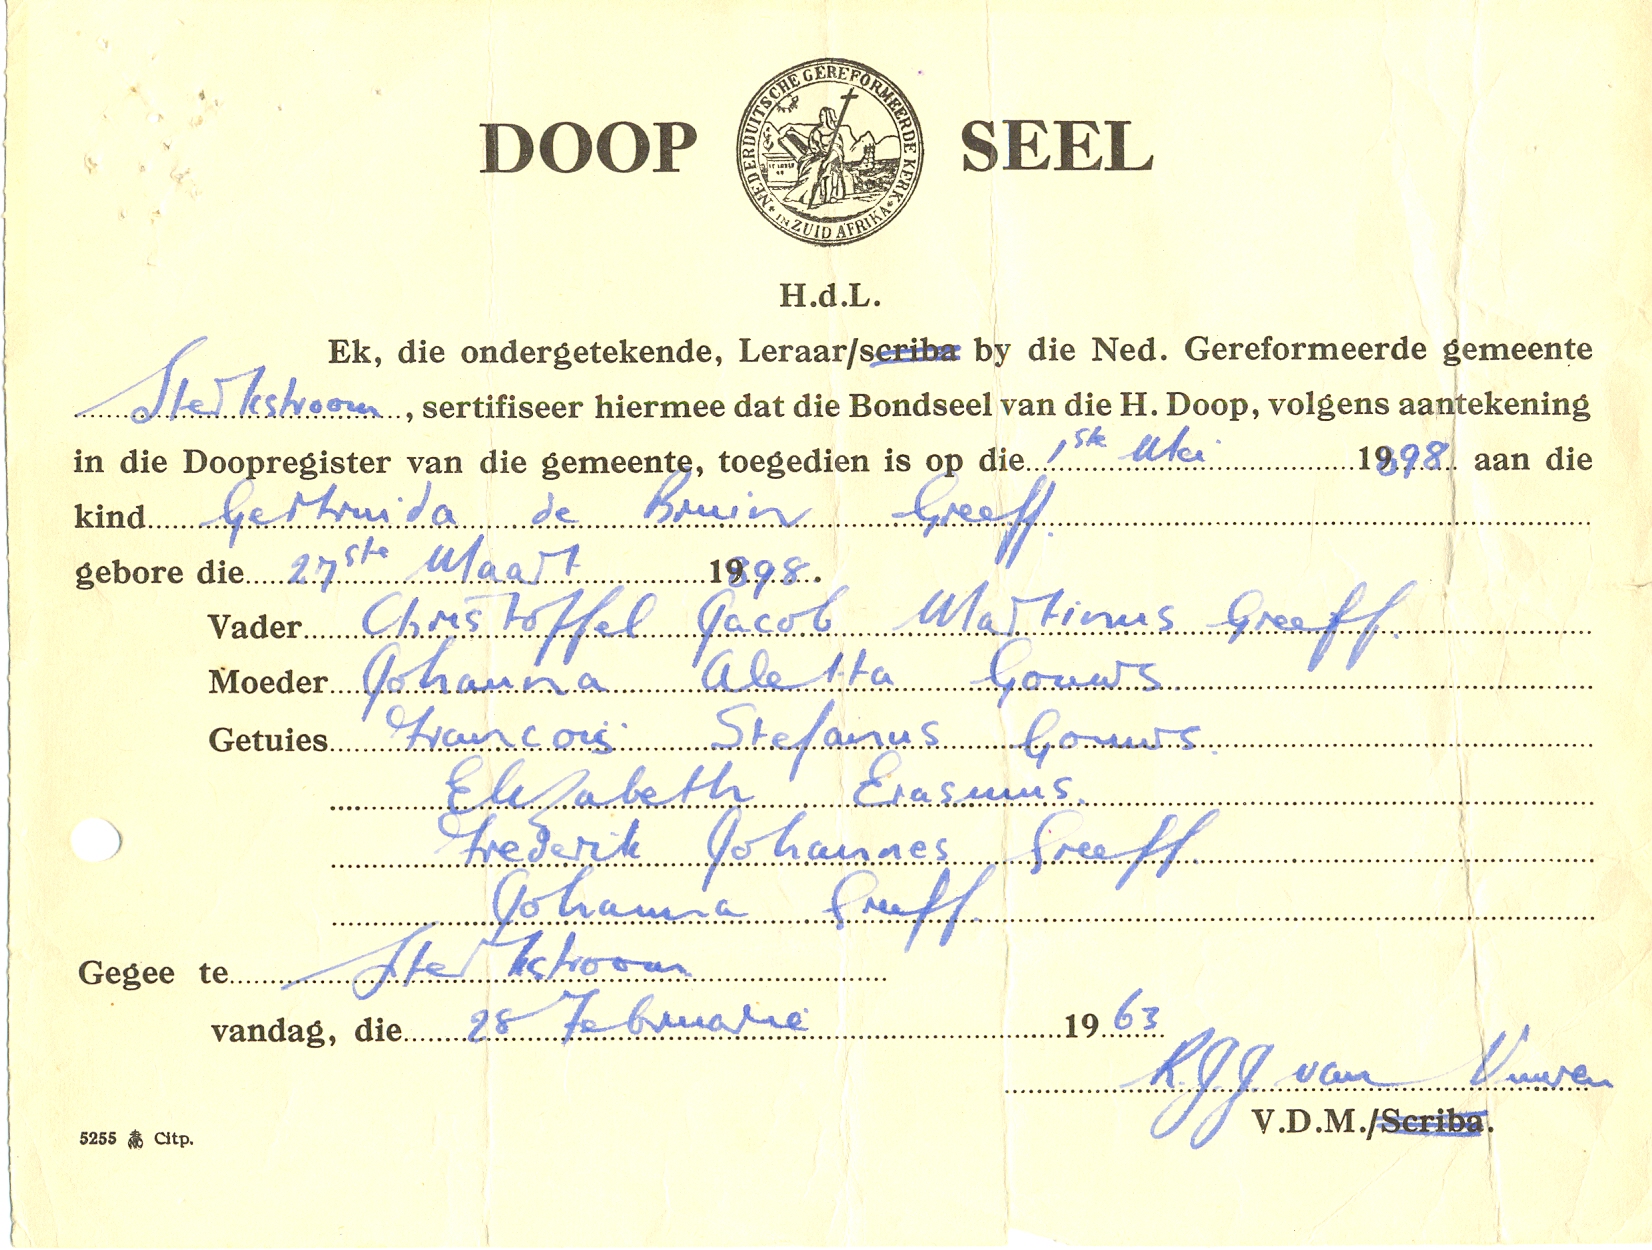 DOOP SEEL
NEDERDUITSCHE GEREFORMEERDE KERK
IN ZUID AFRIKA
H.d.L.
Ek, die ondergetekende, Leraar/scriba by die Ned. Gereformeerde gemeente
Sterkstroom, sertifiseer hiermee dat die Bondseel van die H. Doop, volgens aantekening
in die Doopregister van die gemeente, toegedien is op die 1ste Mei 1898 aan die
kind Gertruida de Bruin Greeff.
gebore die 27ste Maart 1898.
Vader Christoffel Jacob Martinus Greeff.
Moeder Johanna Aletta Gouws
Getuies Francois Stefanus Gouws.
Elizabeth Erasmus.
Frederik Johannes Greeff.
Johanna Greeff.
Gegee te Sterkstroom
vandag, die 28 Februarie 1963
R.J.J. van Vuuren
V.D.M./Scriba.
5255 Citp.